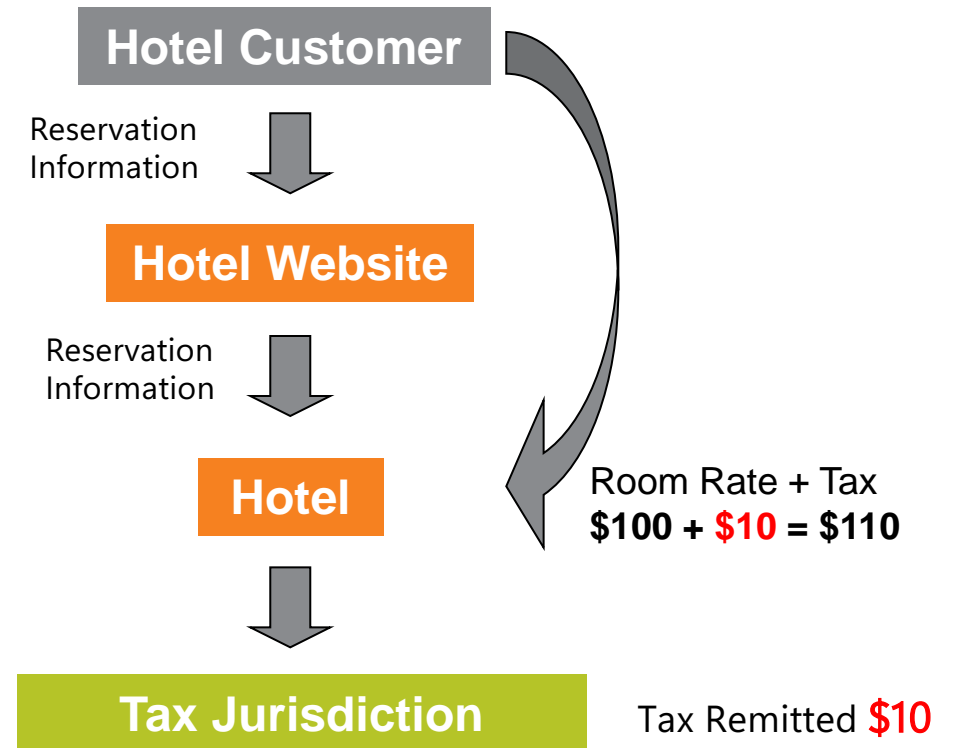 Hotel Customer
Reservation
Information
Hotel Website
Reservation
Information
Hotel
Room Rate + Tax
$100 + $10 = $110
Tax Jurisdiction
Tax Remitted $10